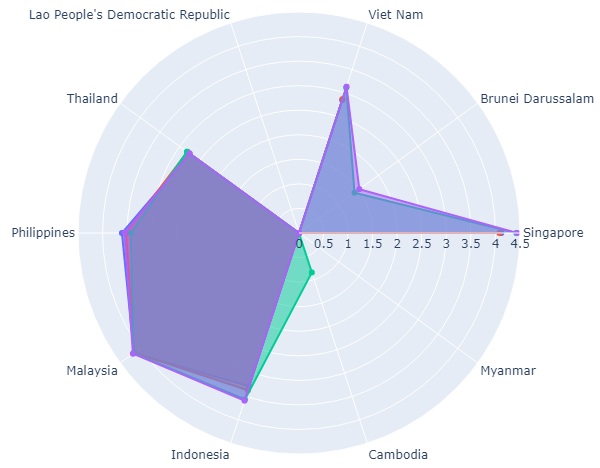 Lao People's Democratic Republic
Viet Nam
Thailand
Brunei Darussalam
Philippines
Singapore
0 0.5 1 1.5 2 2.5 3 3.5 4 4.5
Malaysia
Myanmar
Indonesia
Cambodia